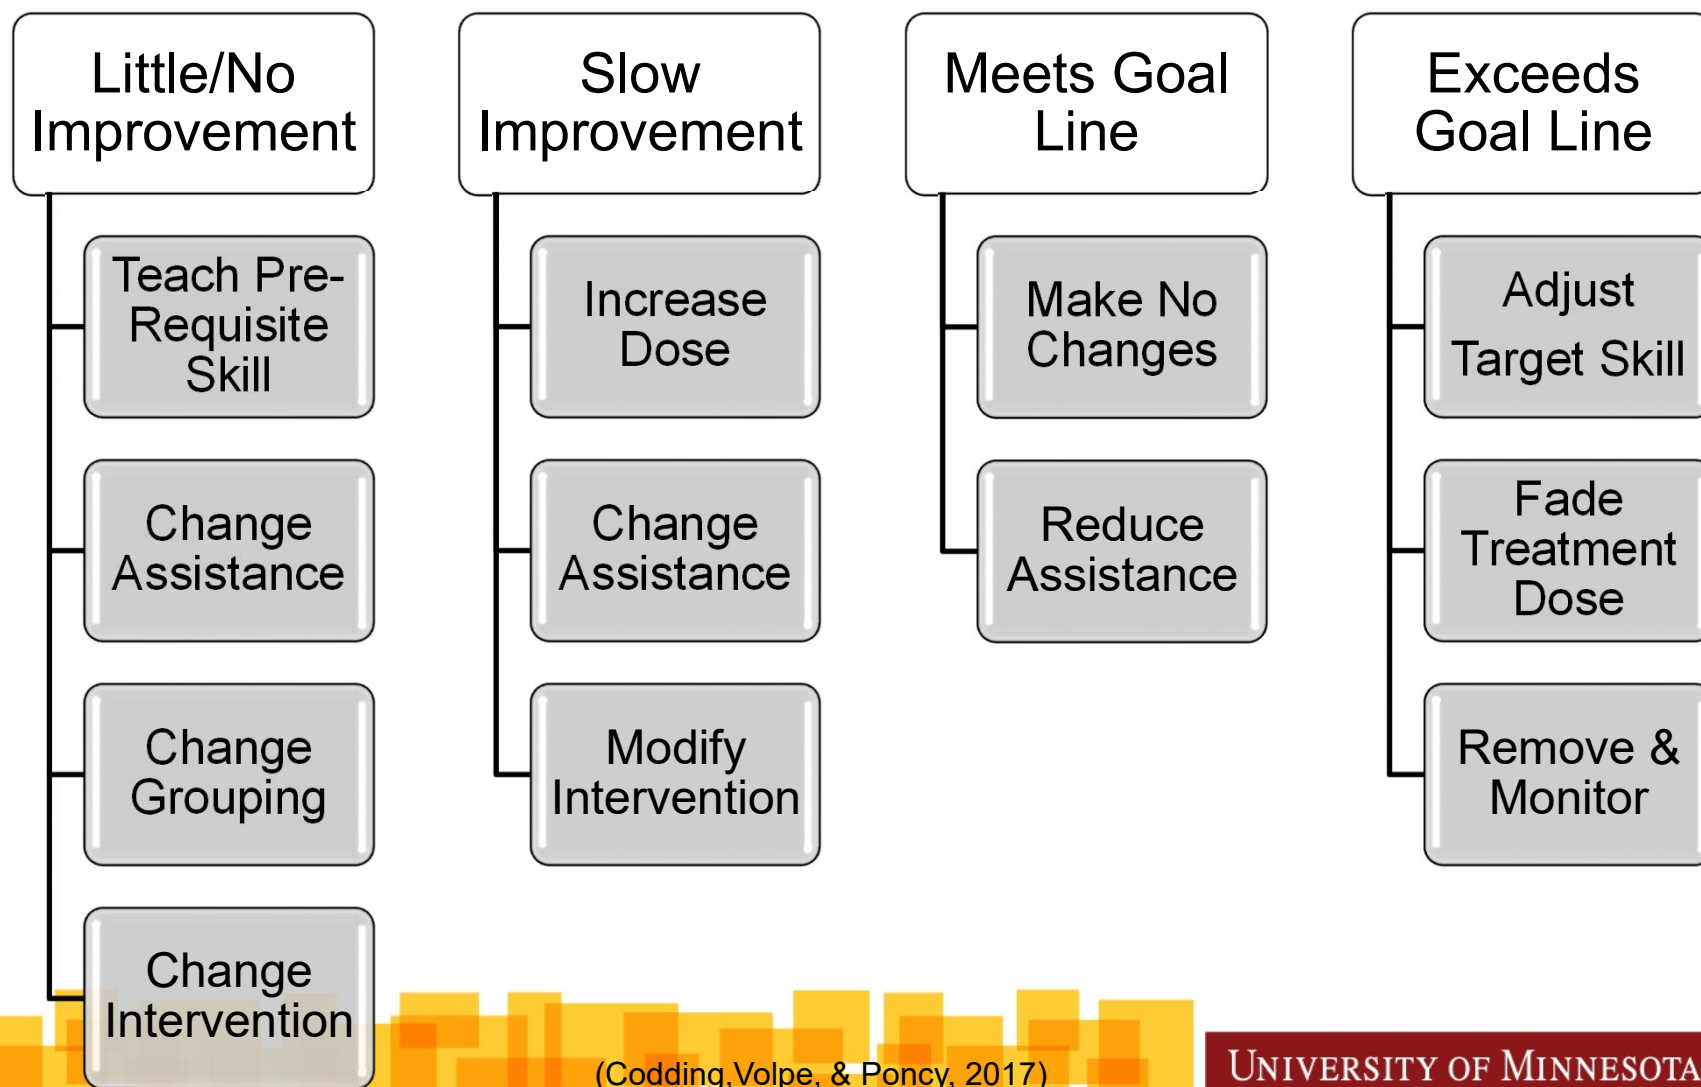 Little/No
Improvement
Teach Pre-
Requisite
Skill
Change
Assistance
Change
Grouping
Change
Intervention
Slow
Improvement
Increase
Dose
Change
Assistance
Modify
Intervention
Meets Goal
Line
Make No
Changes
Reduce
Assistance
Exceeds
Goal Line
Adjust
Target Skill
Fade
Treatment
Dose
Remove &
Monitor
(Codding,Volpe, & Poncy, 2017)
UNIVERSITY OF MINNESOTA